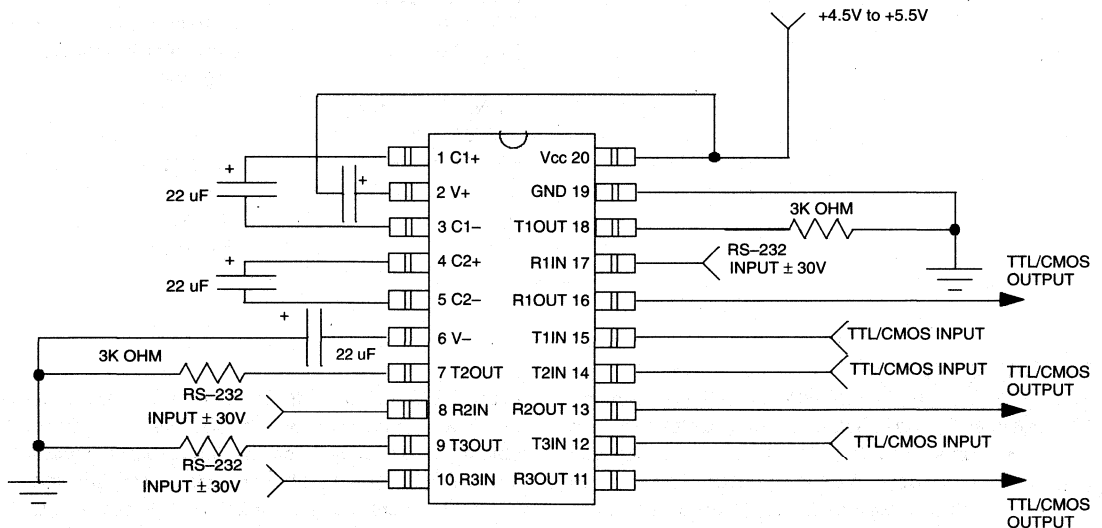 +4.5V to +5.5V
+
22 uF
+
1 C1+
2 V+
3 C1–
4 C2+
5 C2–
6 V–
7 T2OUT
8 R2IN
9 T3OUT
10 R3IN
Vcc 20
GND 19
T1OUT 18
R1IN 17
R1OUT 16
T1IN 15
T2IN 14
R2OUT 13
T3IN 12
R3OUT 11
+
22 uF
+
22 uF
3K OHM
RS–232
INPUT ± 30V
RS–232
INPUT ± 30V
3K OHM
RS–232
INPUT ± 30V
TTL/CMOS
OUTPUT
TTL/CMOS INPUT
TTL/CMOS INPUT
TTL/CMOS
OUTPUT
TTL/CMOS INPUT
TTL/CMOS
OUTPUT